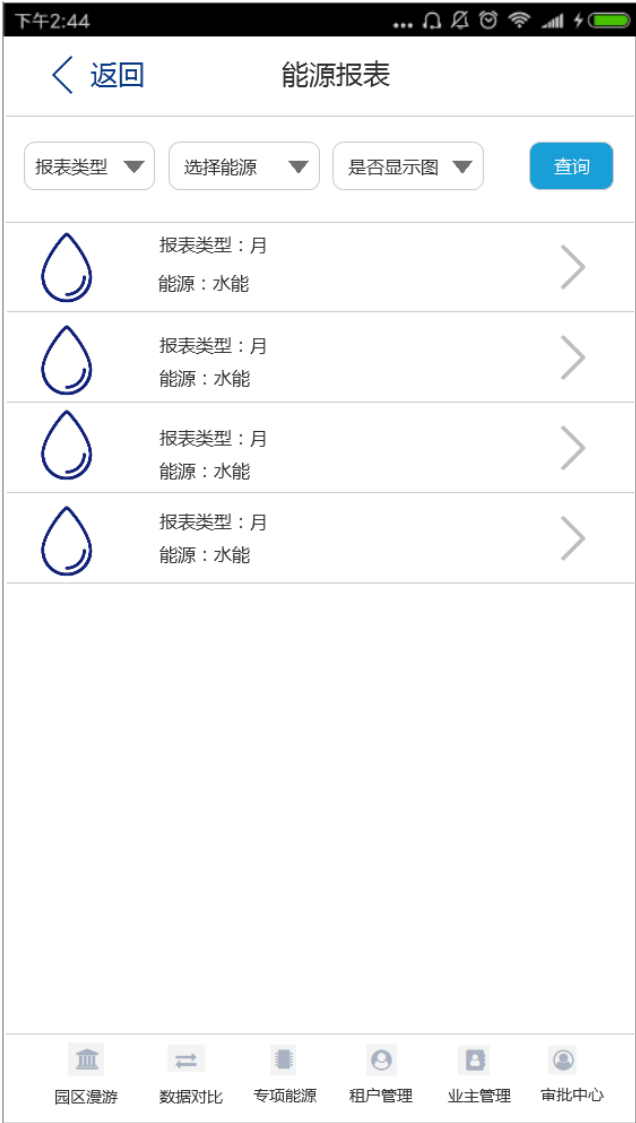 下午2:44
返回
能源报表
报表类型
选择能源
是否显示图
查询
报表类型：月
能源：水能
报表类型：月
能源：水能
报表类型：月
能源：水能
报表类型：月
能源：水能
园区漫游
数据对比
专项能源
租户管理
业主管理
审批中心